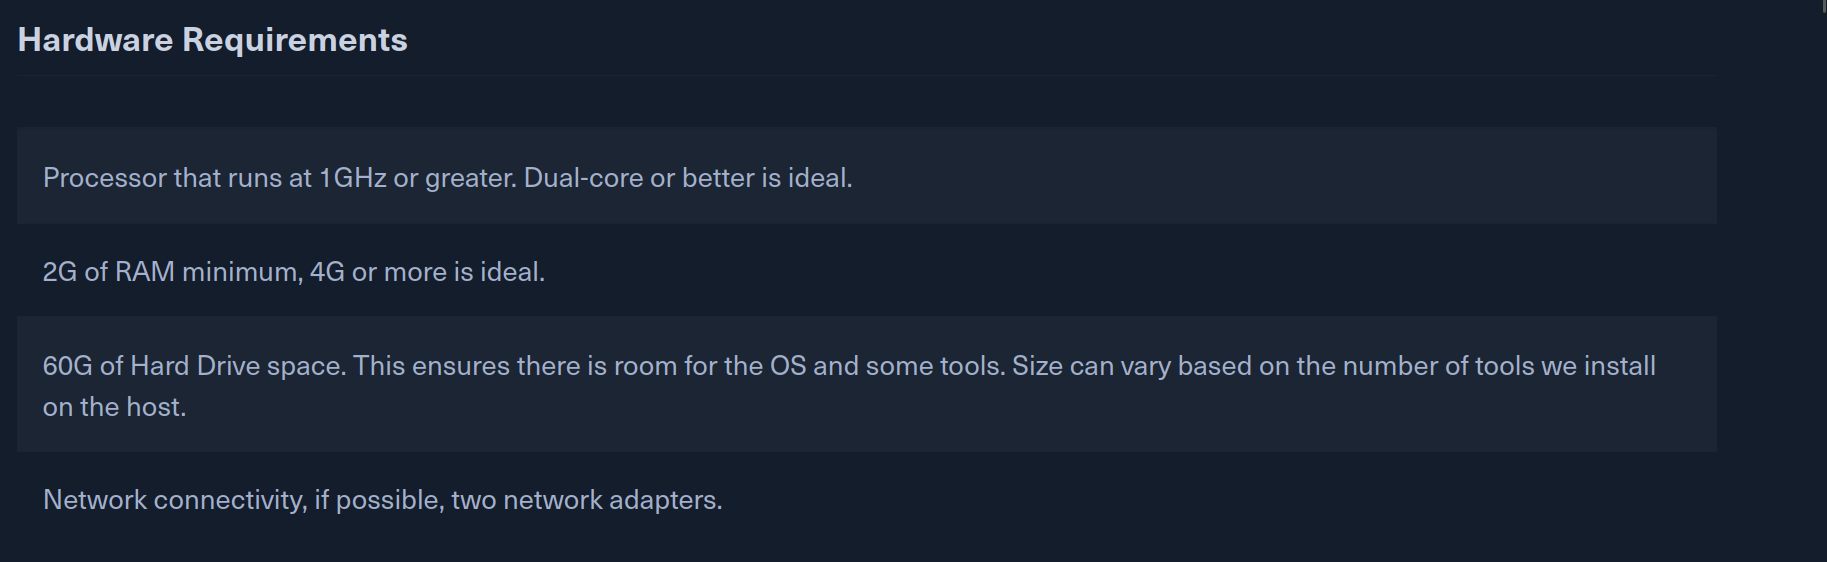 Hardware Requirements
Processor that runs at 1GHz or greater. Dual-core or better is ideal.
2G of RAM minimum, 4G or more is ideal.
60G of Hard Drive space. This ensures there is room for the OS and some tools. Size can vary based on the number of tools we install
on the host.
Network connectivity, if possible, two network adapters.